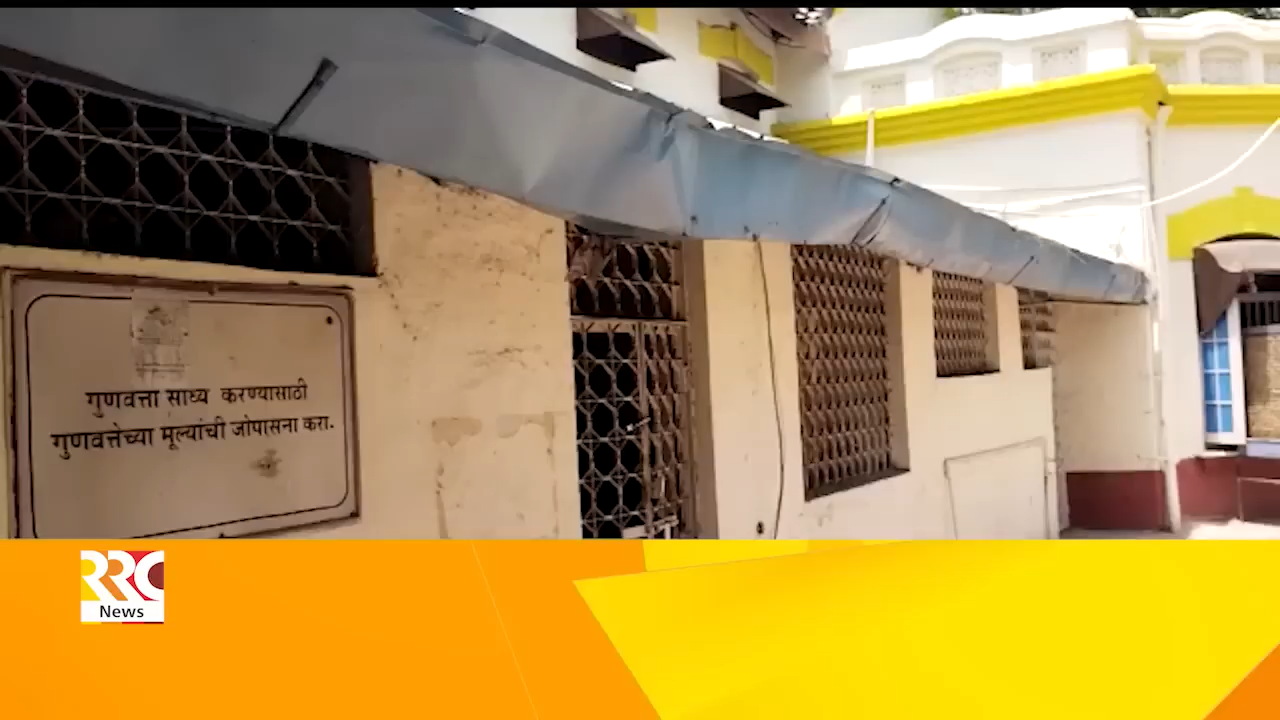 गुणवत्ता साध्य करण्यासाठी
गुणवत्तेच्या मूल्यांची जोपासना करा.
RRC
News